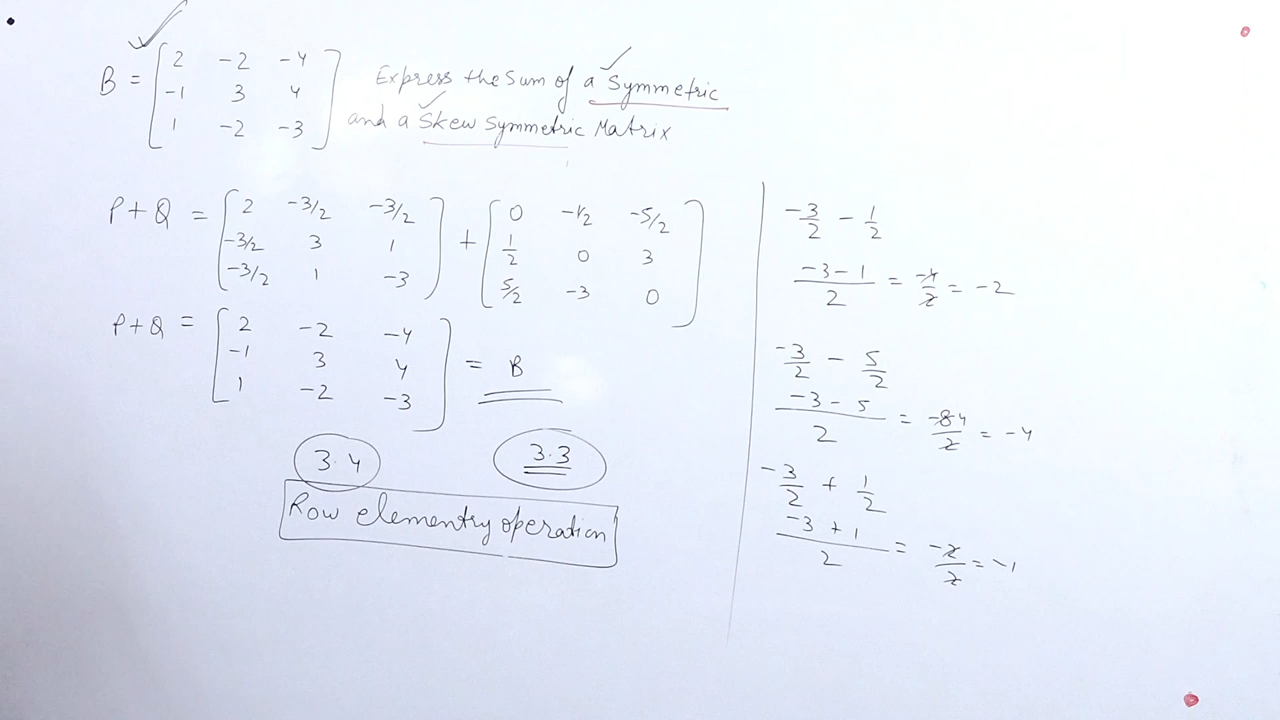 B = [ 2 -2 -4
-1 3 4
1 -2 -3 ]
Express the Sum of a Symmetric
and a Skew Symmetric Matrix
P+Q = [ 2 -3/2 -3/2
-3/2 3 1
-3/2 1 -3 ] + [ 0 -1/2 -5/2
1/2 0 3
5/2 -3 0 ]
P+Q = [ 2 -2 -4
-1 3 4
1 -2 -3 ] = B
3.4 3.3
Row elementry operation
-3/2 - 1/2
-3-1/2 = -4/2 = -2
-3/2 - 5/2
-3-5/2 = -8 4/2 = -4
-3/2 + 1/2
-3+1/2 = -2/2 = -1